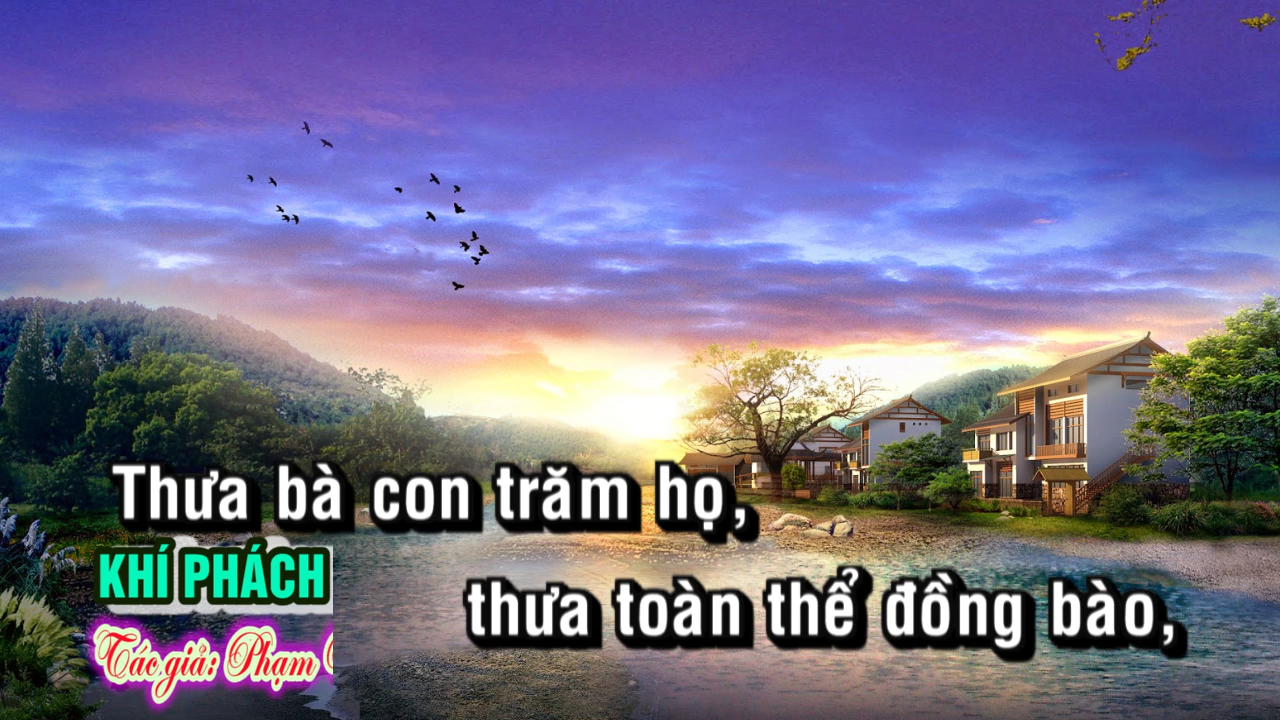 Thưa bà con trăm họ,
KHÍ PHÁCH
thưa toàn thể đồng bào,
Tác giả: Phạm